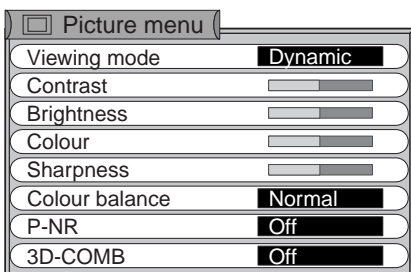 Picture menu
Viewing mode Dynamic
Contrast
Brightness
Colour
Sharpness
Colour balance Normal
P-NR Off
3D-COMB Off